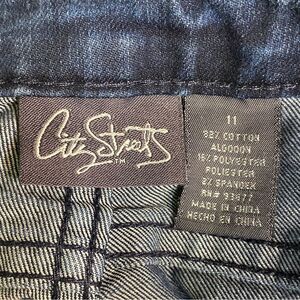 City Streets
TM
11
82% COTTON
ALGODON
16% POLYESTER
POLIESTER
2% SPANDEX
RN# 93677
MADE IN CHINA
HECHO EN CHINA